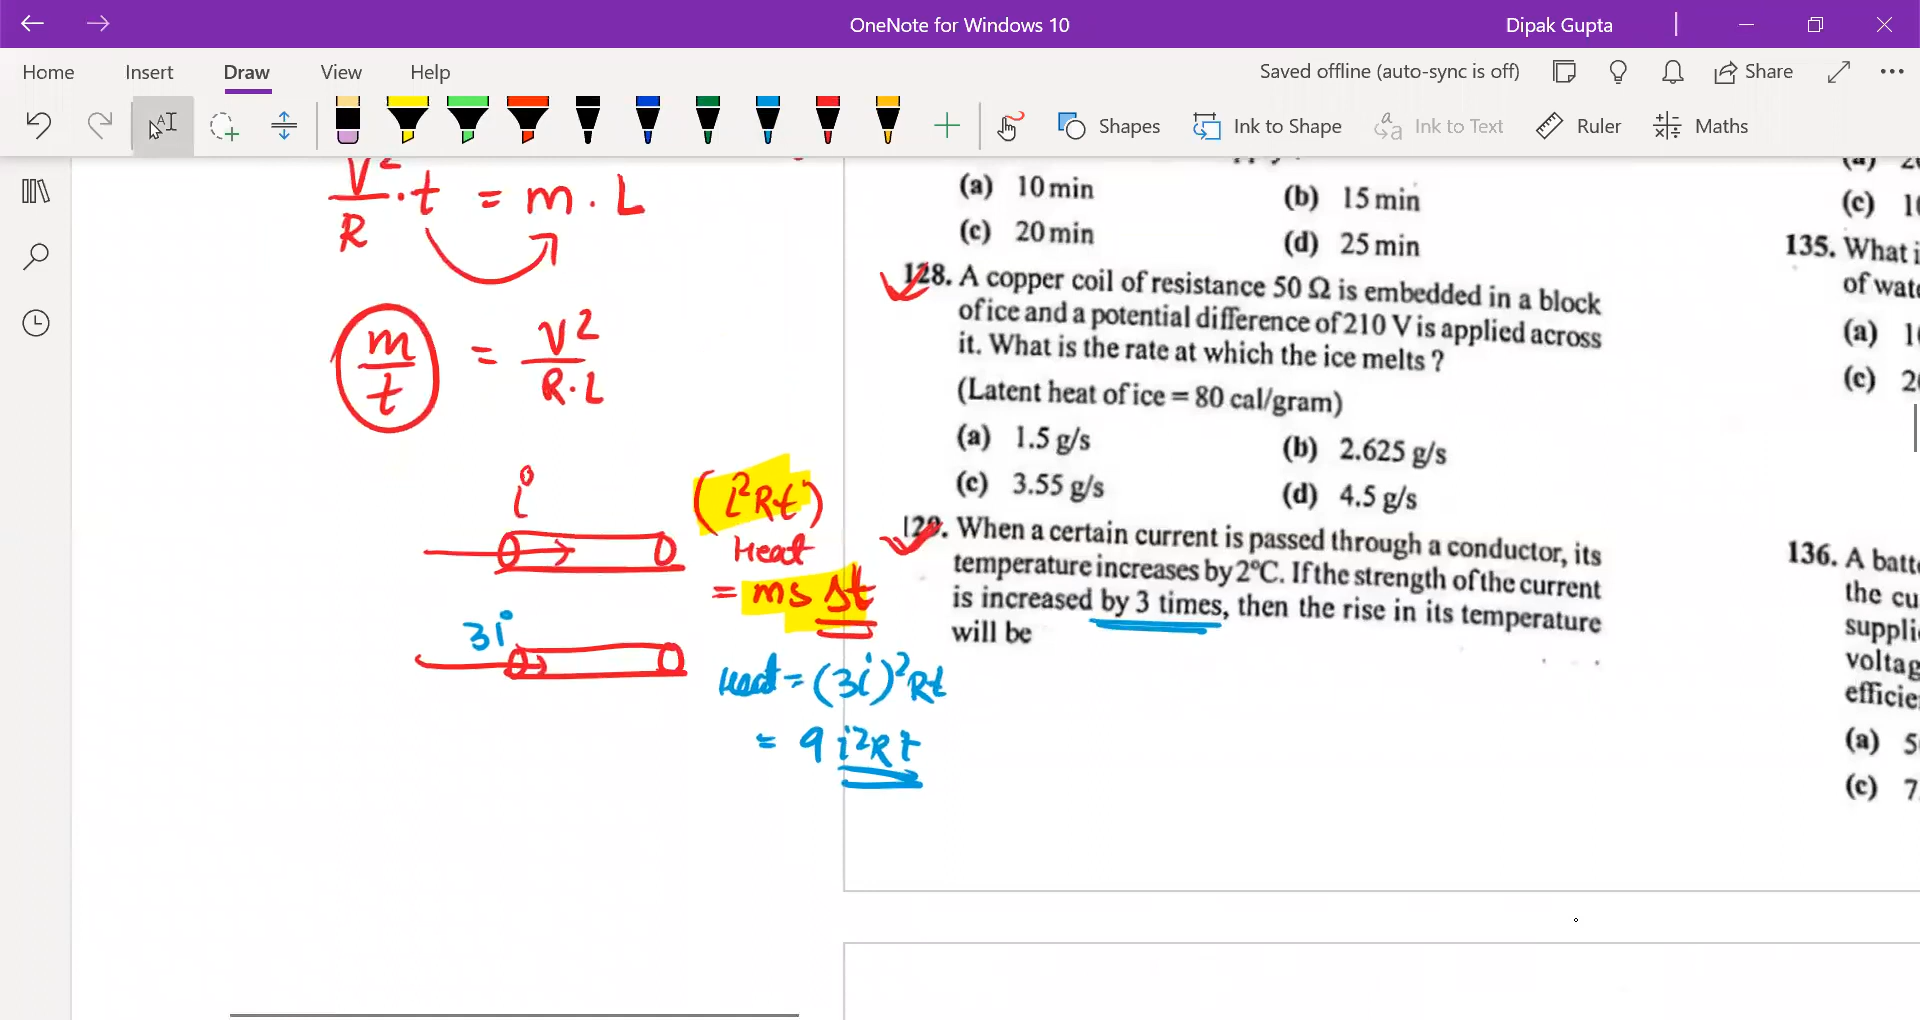 OneNote for Windows 10
Dipak Gupta
Home Insert Draw View Help
Saved offline (auto-sync is off)
Share
Shapes
Ink to Shape
Ink to Text
Ruler
Maths
V²/R · t = m · L
m/t = V²/R·L
i
(i²Rt)
Heat
= ms Δt
3i
Heat = (3i)²Rt
= 9 i²Rt
(a) 10 min (b) 15 min
(c) 20 min (d) 25 min
128. A copper coil of resistance 50 Ω is embedded in a block
of ice and a potential difference of 210 V is applied across
it. What is the rate at which the ice melts ?
(Latent heat of ice = 80 cal/gram)
(a) 1.5 g/s (b) 2.625 g/s
(c) 3.55 g/s (d) 4.5 g/s
129. When a certain current is passed through a conductor, its
temperature increases by 2°C. If the strength of the current
is increased by 3 times, then the rise in its temperature
will be
(c)
135. What i
of wate
(a)
(c) 2
136. A batte
the cu
suppli
voltag
efficie
(a) 5
(c) 7